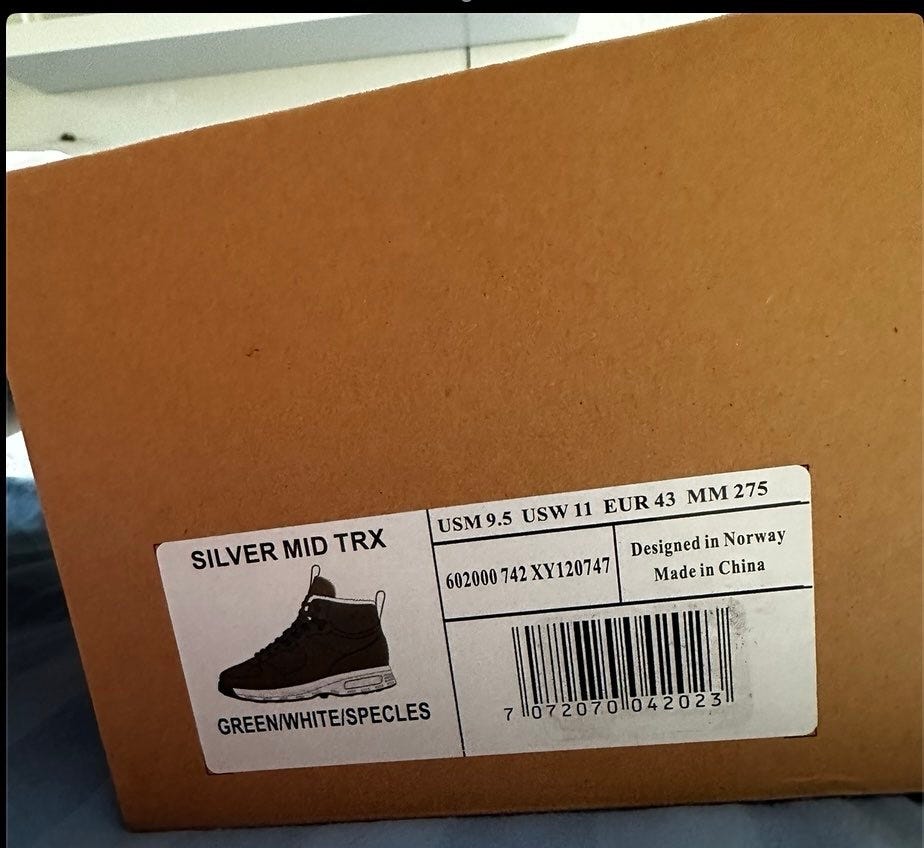 SILVER MID TRX
GREEN/WHITE/SPECLES
USM 9.5 USW 11 EUR 43 MM 275
602000 742 XY120747
Designed in Norway
Made in China
7 072070 042023